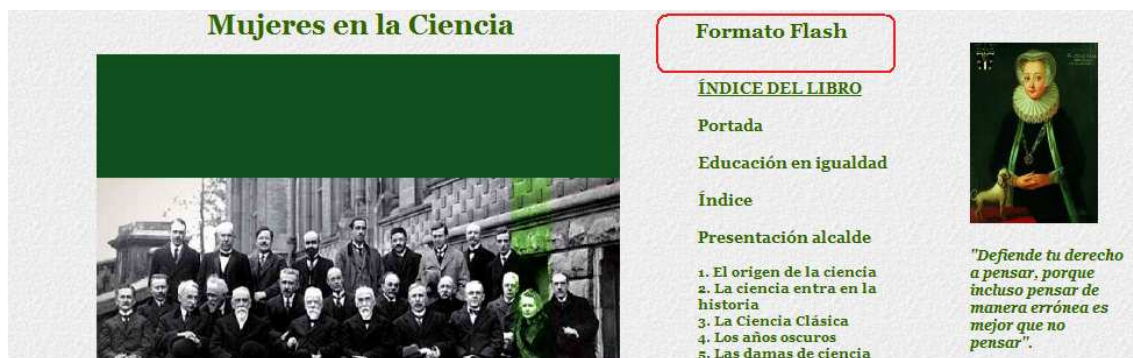 Mujeres en la Ciencia
Formato Flash
ÍNDICE DEL LIBRO
Portada
Educación en igualdad
Índice
Presentación alcalde
1. El origen de la ciencia
2. La ciencia entra en la
historia
3. La Ciencia Clásica
4. Los años oscuros
5. Las damas de ciencia
"Defiende tu derecho
a pensar, porque
incluso pensar de
manera errónea es
mejor que no
pensar".